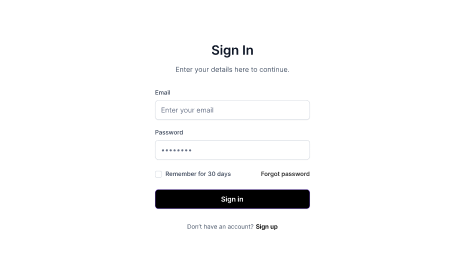 Sign In
Enter your details here to continue.
Email
Enter your email
Password
••••••••
Remember for 30 days Forgot password
Sign in
Don't have an account? Sign up